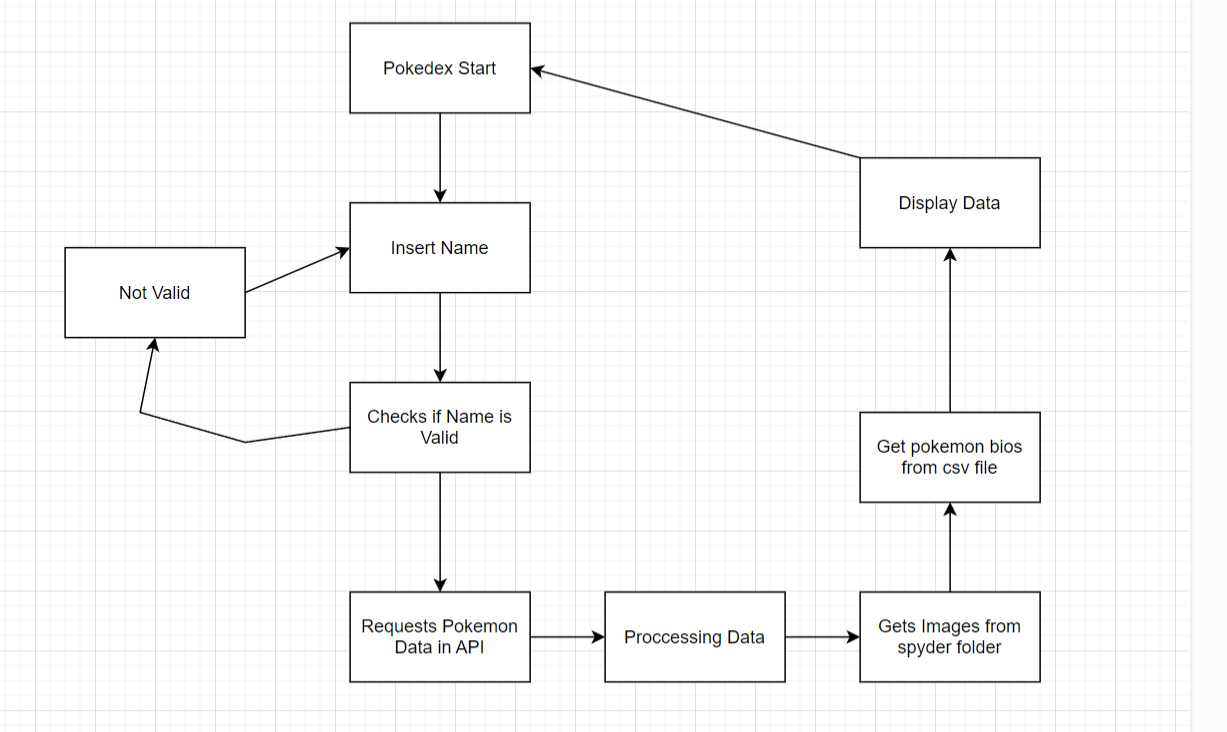 Pokedex Start
Insert Name
Not Valid
Checks if Name is
Valid
Requests Pokemon
Data in API
Proccessing Data
Gets Images from
spyder folder
Get pokemon bios
from csv file
Display Data